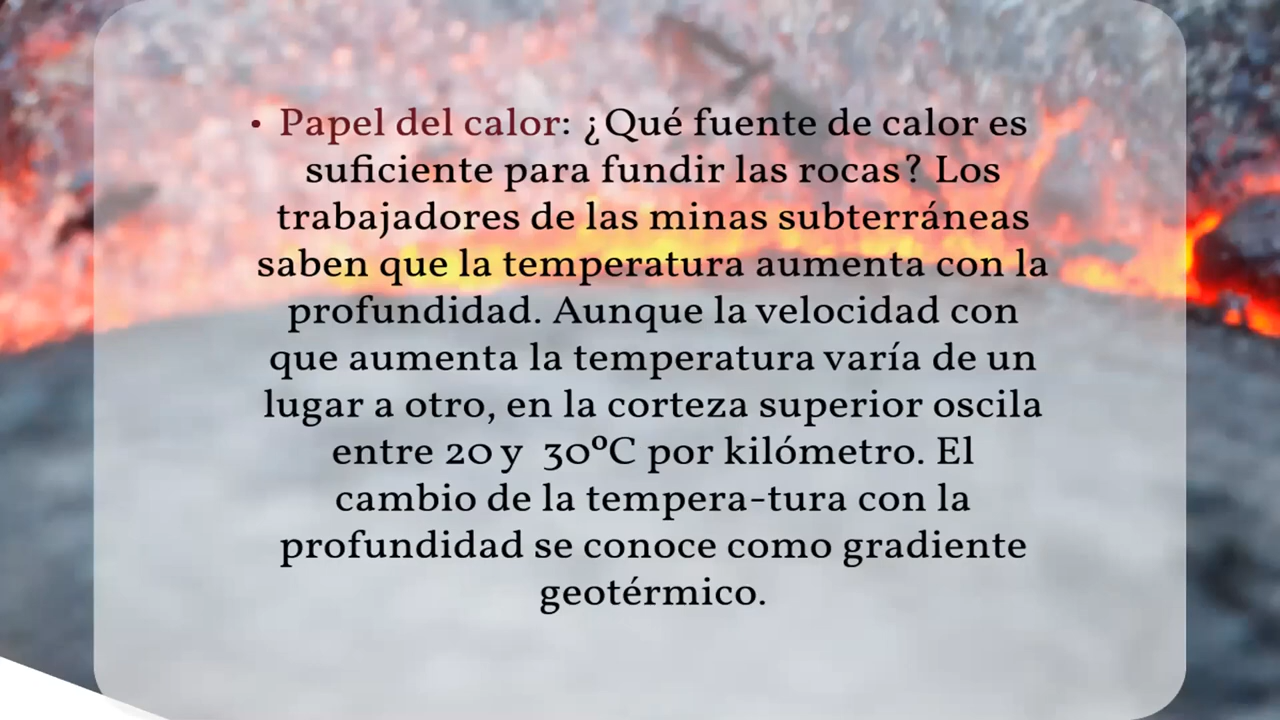 • Papel del calor: ¿Qué fuente de calor es
suficiente para fundir las rocas? Los
trabajadores de las minas subterráneas
saben que la temperatura aumenta con la
profundidad. Aunque la velocidad con
que aumenta la temperatura varía de un
lugar a otro, en la corteza superior oscila
entre 20 y  30ºC por kilómetro. El
cambio de la tempera-tura con la
profundidad se conoce como gradiente
geotérmico.